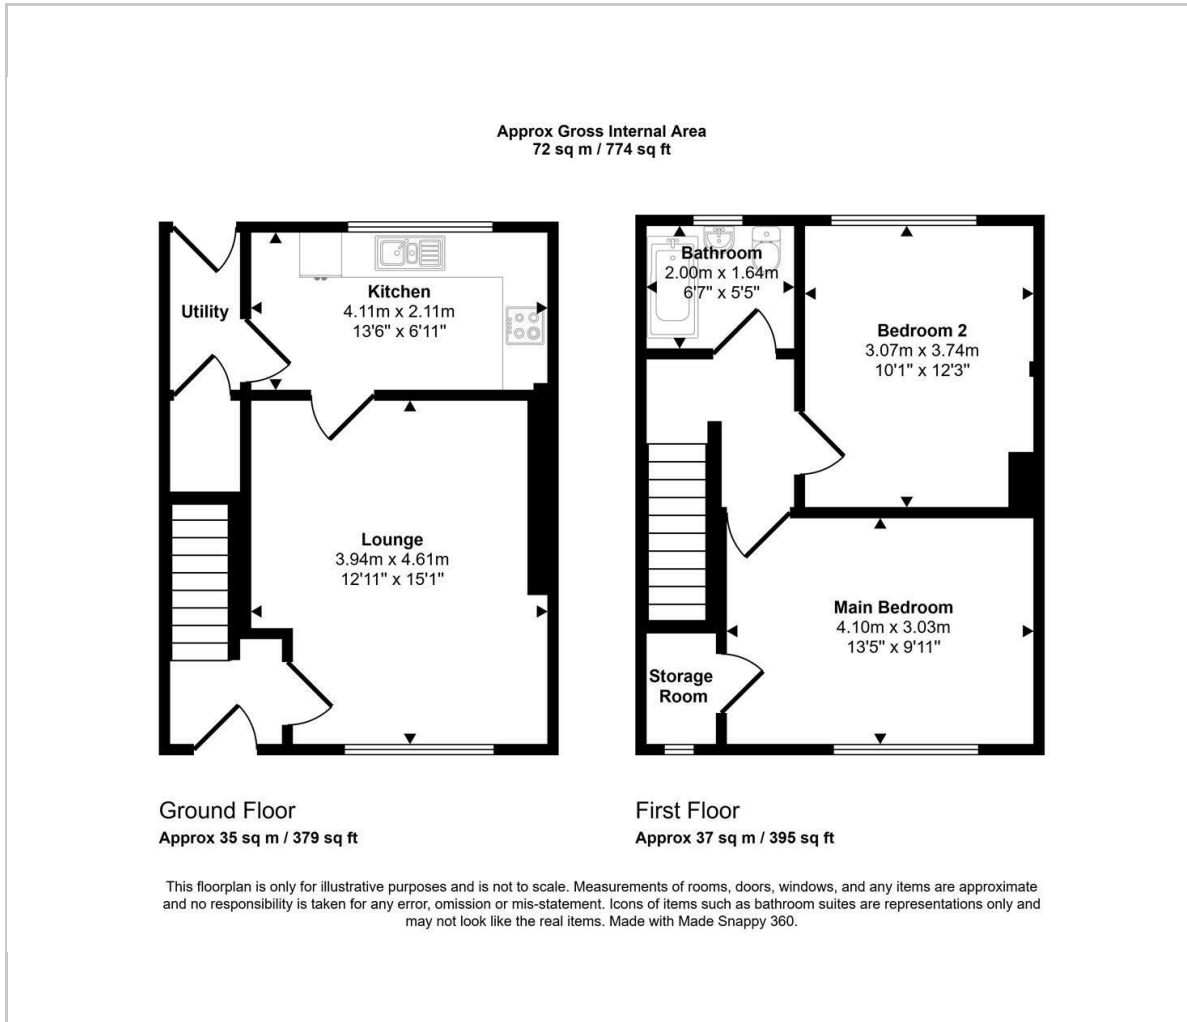 Approx Gross Internal Area
72 sq m / 774 sq ft
Utility
Kitchen
4.11m x 2.11m
13'6" x 6'11"
Lounge
3.94m x 4.61m
12'11" x 15'1"
Bathroom
2.00m x 1.64m
6'7" x 5'5"
Bedroom 2
3.07m x 3.74m
10'1" x 12'3"
Main Bedroom
4.10m x 3.03m
13'5" x 9'11"
Storage
Room
Ground Floor
Approx 35 sq m / 379 sq ft
First Floor
Approx 37 sq m / 395 sq ft
This floorplan is only for illustrative purposes and is not to scale. Measurements of rooms, doors, windows, and any items are approximate
and no responsibility is taken for any error, omission or mis-statement. Icons of items such as bathroom suites are representations only and
may not look like the real items. Made with Made Snappy 360.